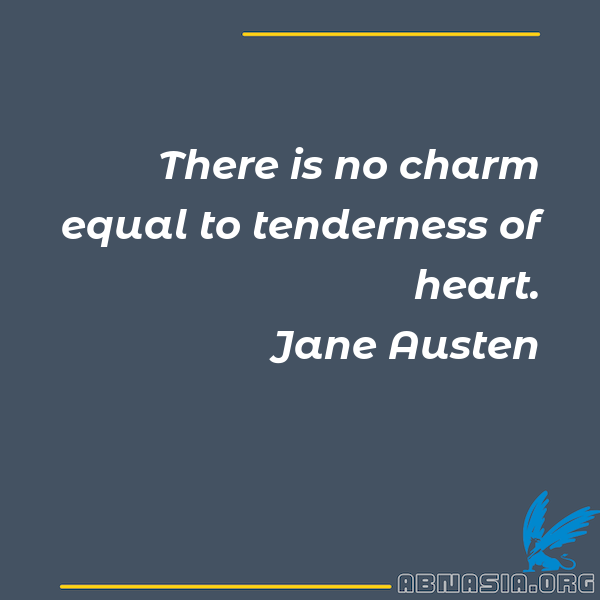 There is no charm
equal to tenderness of
heart.
Jane Austen
ABNASIA.ORG